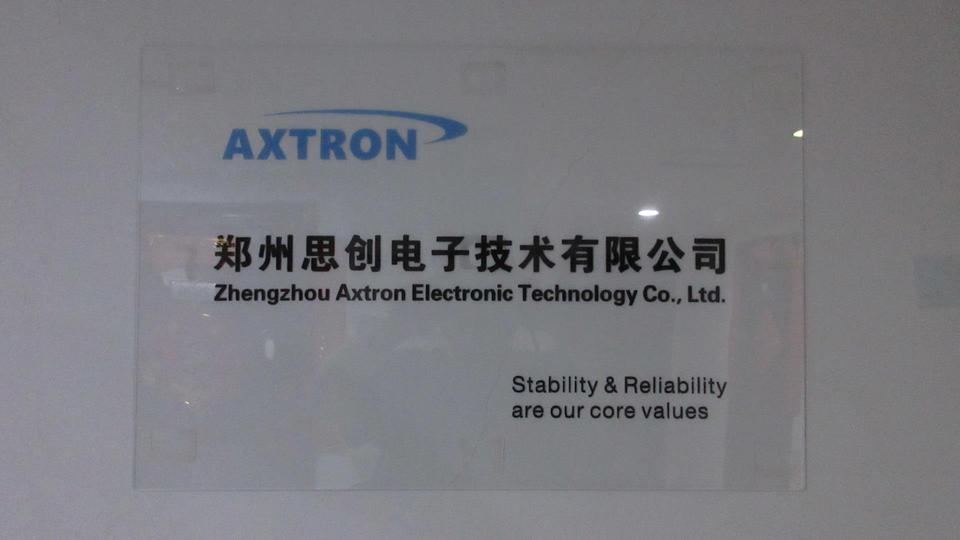 AXTRON
郑州思创电子技术有限公司
Zhengzhou Axtron Electronic Technology Co., Ltd.
Stability & Reliability
are our core values